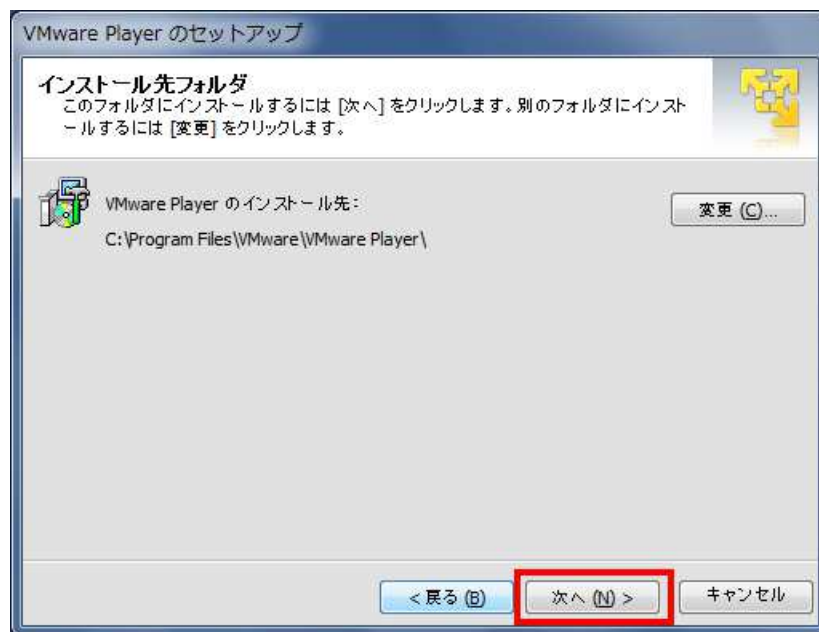 VMware Player のセットアップ
インストール先フォルダ
このフォルダにインストールするには [次へ] をクリックします。別のフォルダにインスト
ールするには [変更] をクリックします。
VMware Player のインストール先:
変更 (C)...
C:\Program Files\VMware\VMware Player\
< 戻る (B)
次へ (N) >
キャンセル